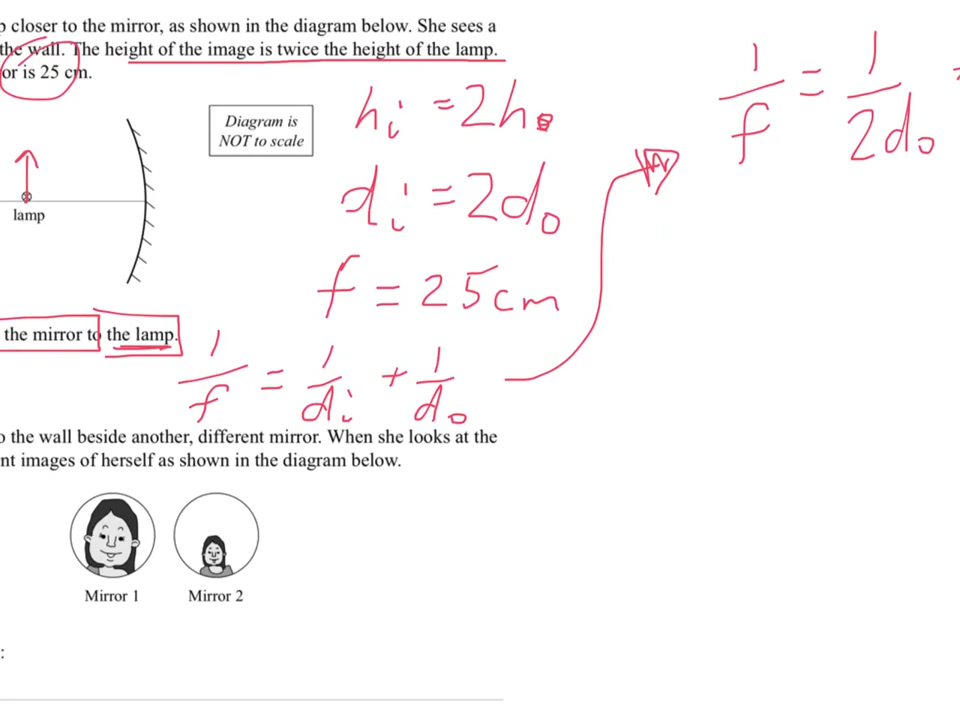 closer to the mirror, as shown in the diagram below. She sees a
the wall. The height of the image is twice the height of the lamp.
or is 25 cm.
Diagram is
NOT to scale
lamp
hi = 2ho
di = 2do
f = 25cm
the mirror to the lamp.
1/f = 1/di + 1/do
1/f = 1/2do
the wall beside another, different mirror. When she looks at the
nt images of herself as shown in the diagram below.
Mirror 1
Mirror 2
: